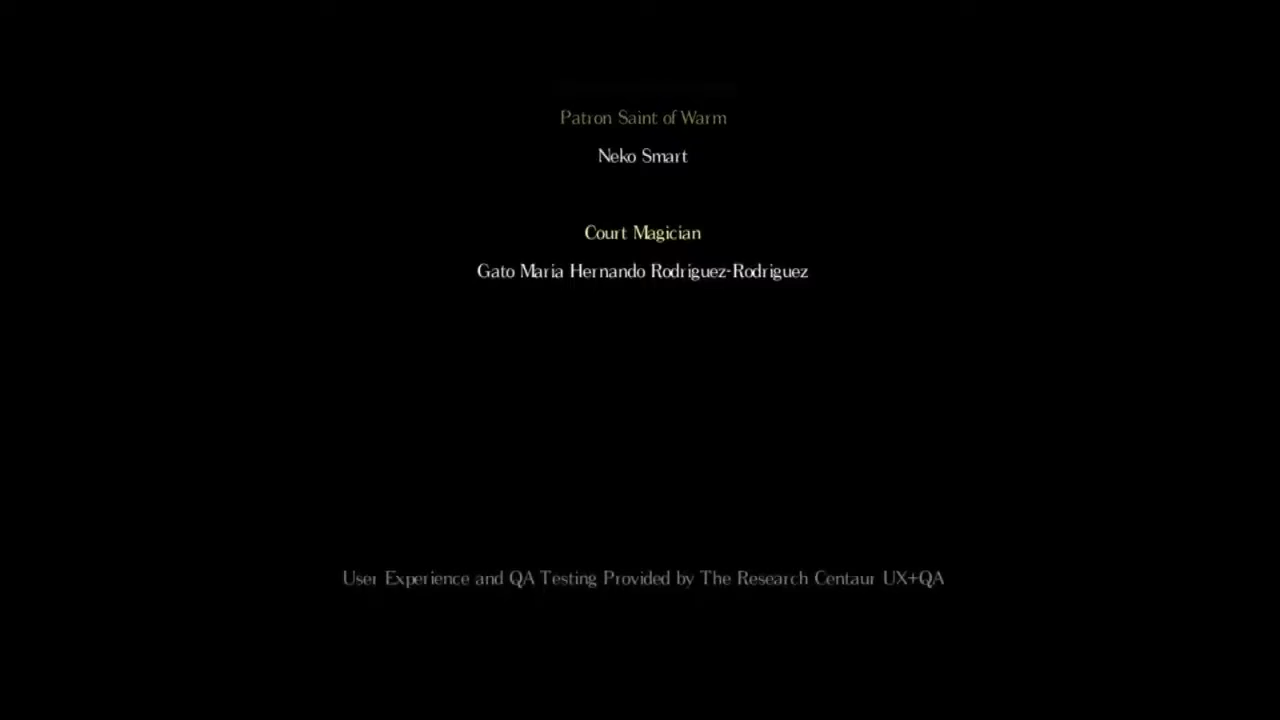 Patron Saint of Warm
Neko Smart
Court Magician
Gato Maria Hernando Rodriguez-Rodriguez
User Experience and QA Testing Provided by The Research Centaur UX+QA